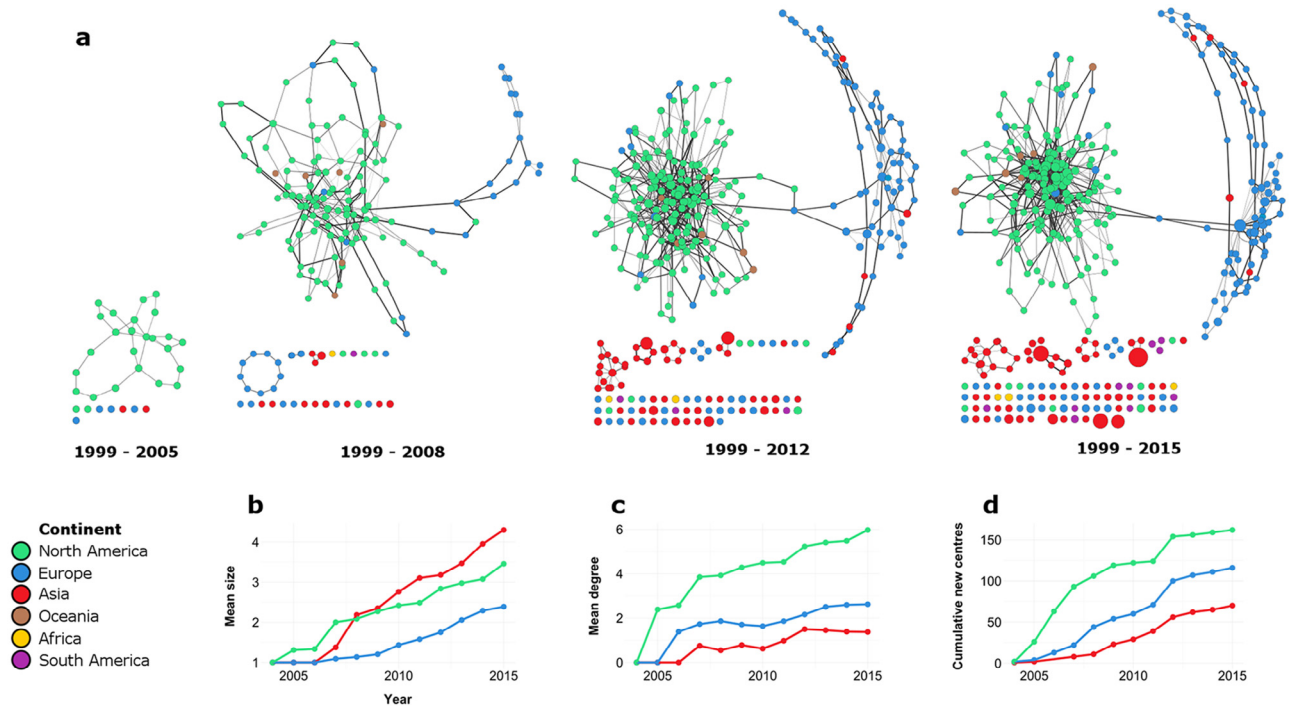 a
1999 - 2005
1999 - 2008
1999 - 2012
1999 - 2015
Continent
North America
Europe
Asia
Oceania
Africa
South America
b
Mean size
4
3
2
1
2005 2010 2015
Year
c
Mean degree
6
4
2
0
2005 2010 2015
d
Cumulative new centres
150
100
50
0
2005 2010 2015